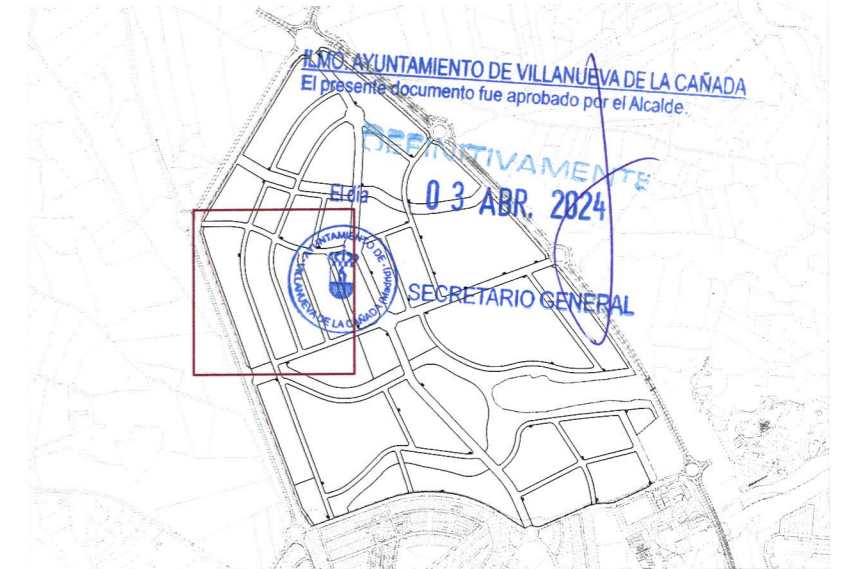 ILMO. AYUNTAMIENTO DE VILLANUEVA DE LA CAÑADA
El presente documento fue aprobado por el Alcalde.
DEFINITIVAMENTE
El día 03 ABR. 2024
AYUNTAMIENTO DE
VILLANUEVA DE LA CAÑADA (Madrid)
SECRETARIO GENERAL